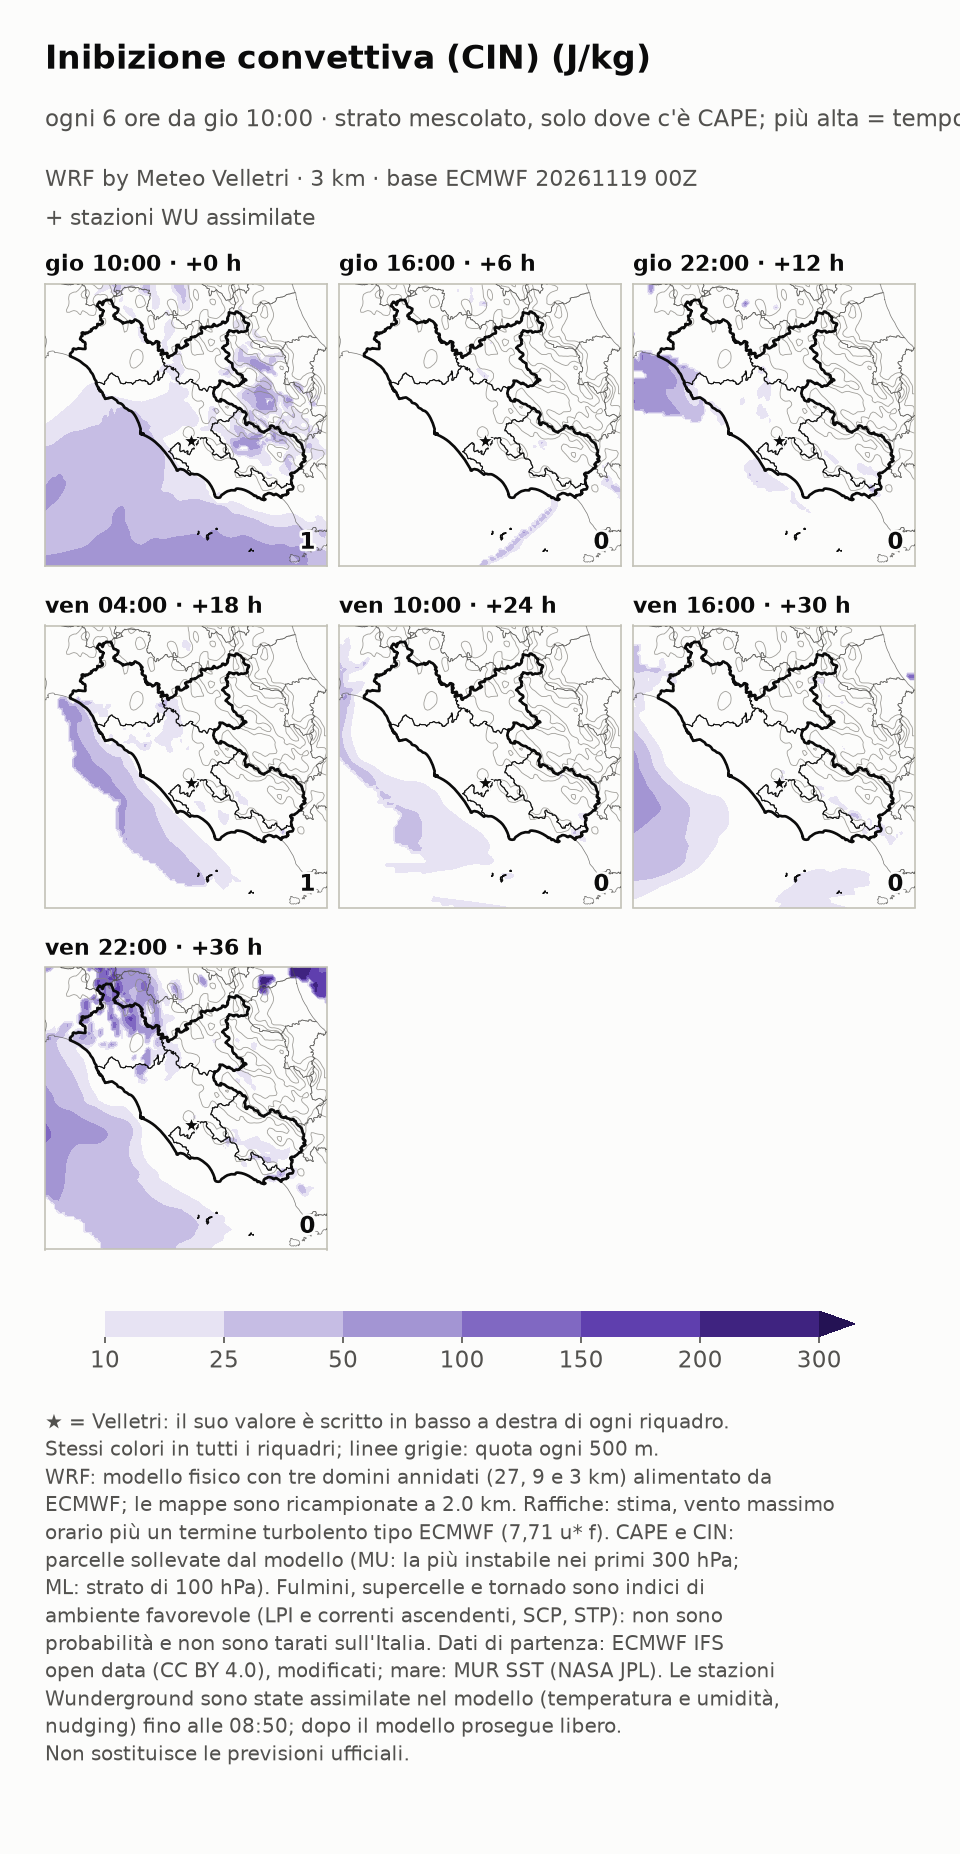 Inibizione convettiva (CIN) (J/kg)
ogni 6 ore da gio 10:00 · strato mescolato, solo dove c'è CAPE; più alta = tempo
WRF by Meteo Velletri · 3 km · base ECMWF 20261119 00Z
+ stazioni WU assimilate
gio 10:00 · +0 h
gio 16:00 · +6 h
gio 22:00 · +12 h
1
0
0
ven 04:00 · +18 h
ven 10:00 · +24 h
ven 16:00 · +30 h
1
0
0
ven 22:00 · +36 h
0
10 25 50 100 150 200 300
★ = Velletri: il suo valore è scritto in basso a destra di ogni riquadro.
Stessi colori in tutti i riquadri; linee grigie: quota ogni 500 m.
WRF: modello fisico con tre domini annidati (27, 9 e 3 km) alimentato da
ECMWF; le mappe sono ricampionate a 2.0 km. Raffiche: stima, vento massimo
orario più un termine turbolento tipo ECMWF (7,71 u* f). CAPE e CIN:
parcelle sollevate dal modello (MU: la più instabile nei primi 300 hPa;
ML: strato di 100 hPa). Fulmini, supercelle e tornado sono indici di
ambiente favorevole (LPI e correnti ascendenti, SCP, STP): non sono
probabilità e non sono tarati sull'Italia. Dati di partenza: ECMWF IFS
open data (CC BY 4.0), modificati; mare: MUR SST (NASA JPL). Le stazioni
Wunderground sono state assimilate nel modello (temperatura e umidità,
nudging) fino alle 08:50; dopo il modello prosegue libero.
Non sostituisce le previsioni ufficiali.